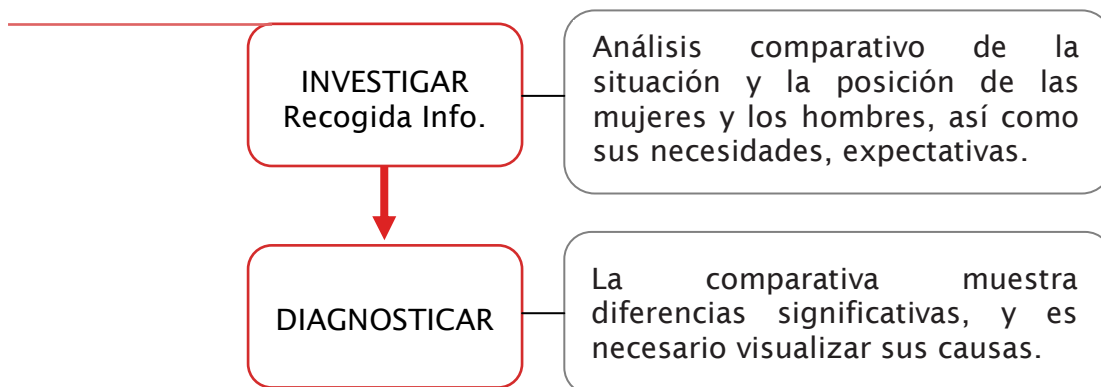 INVESTIGAR
Recogida Info.
Análisis comparativo de la
situación y la posición de las
mujeres y los hombres, así como
sus necesidades, expectativas.
DIAGNOSTICAR
La comparativa muestra
diferencias significativas, y es
necesario visualizar sus causas.